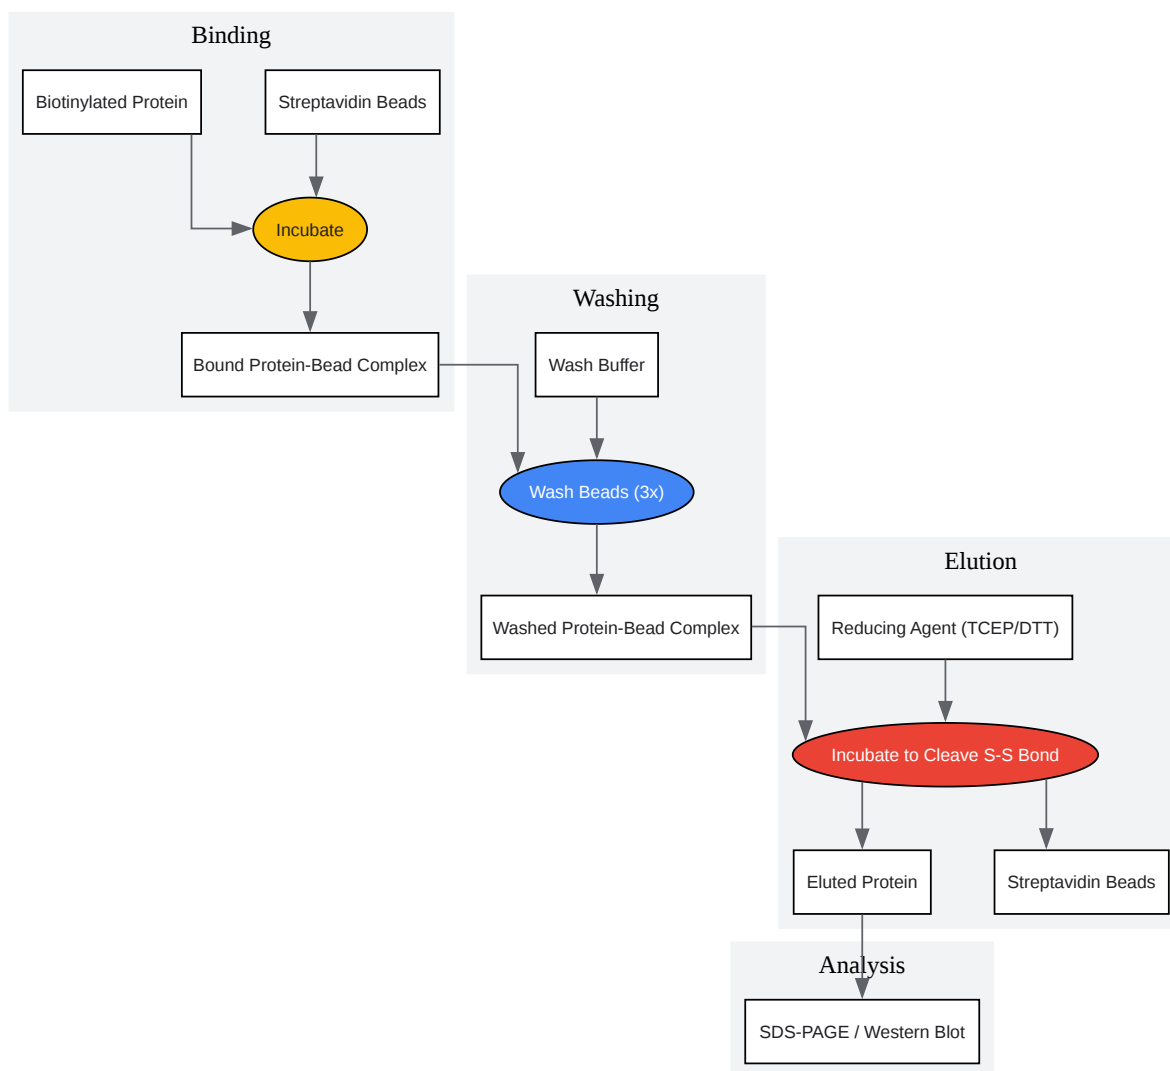 Binding
Biotinylated Protein
Streptavidin Beads
Incubate
Bound Protein-Bead Complex
Washing
Wash Buffer
Wash Beads (3x)
Washed Protein-Bead Complex
Elution
Reducing Agent (TCEP/DTT)
Incubate to Cleave S-S Bond
Eluted Protein
Streptavidin Beads
Analysis
SDS-PAGE / Western Blot